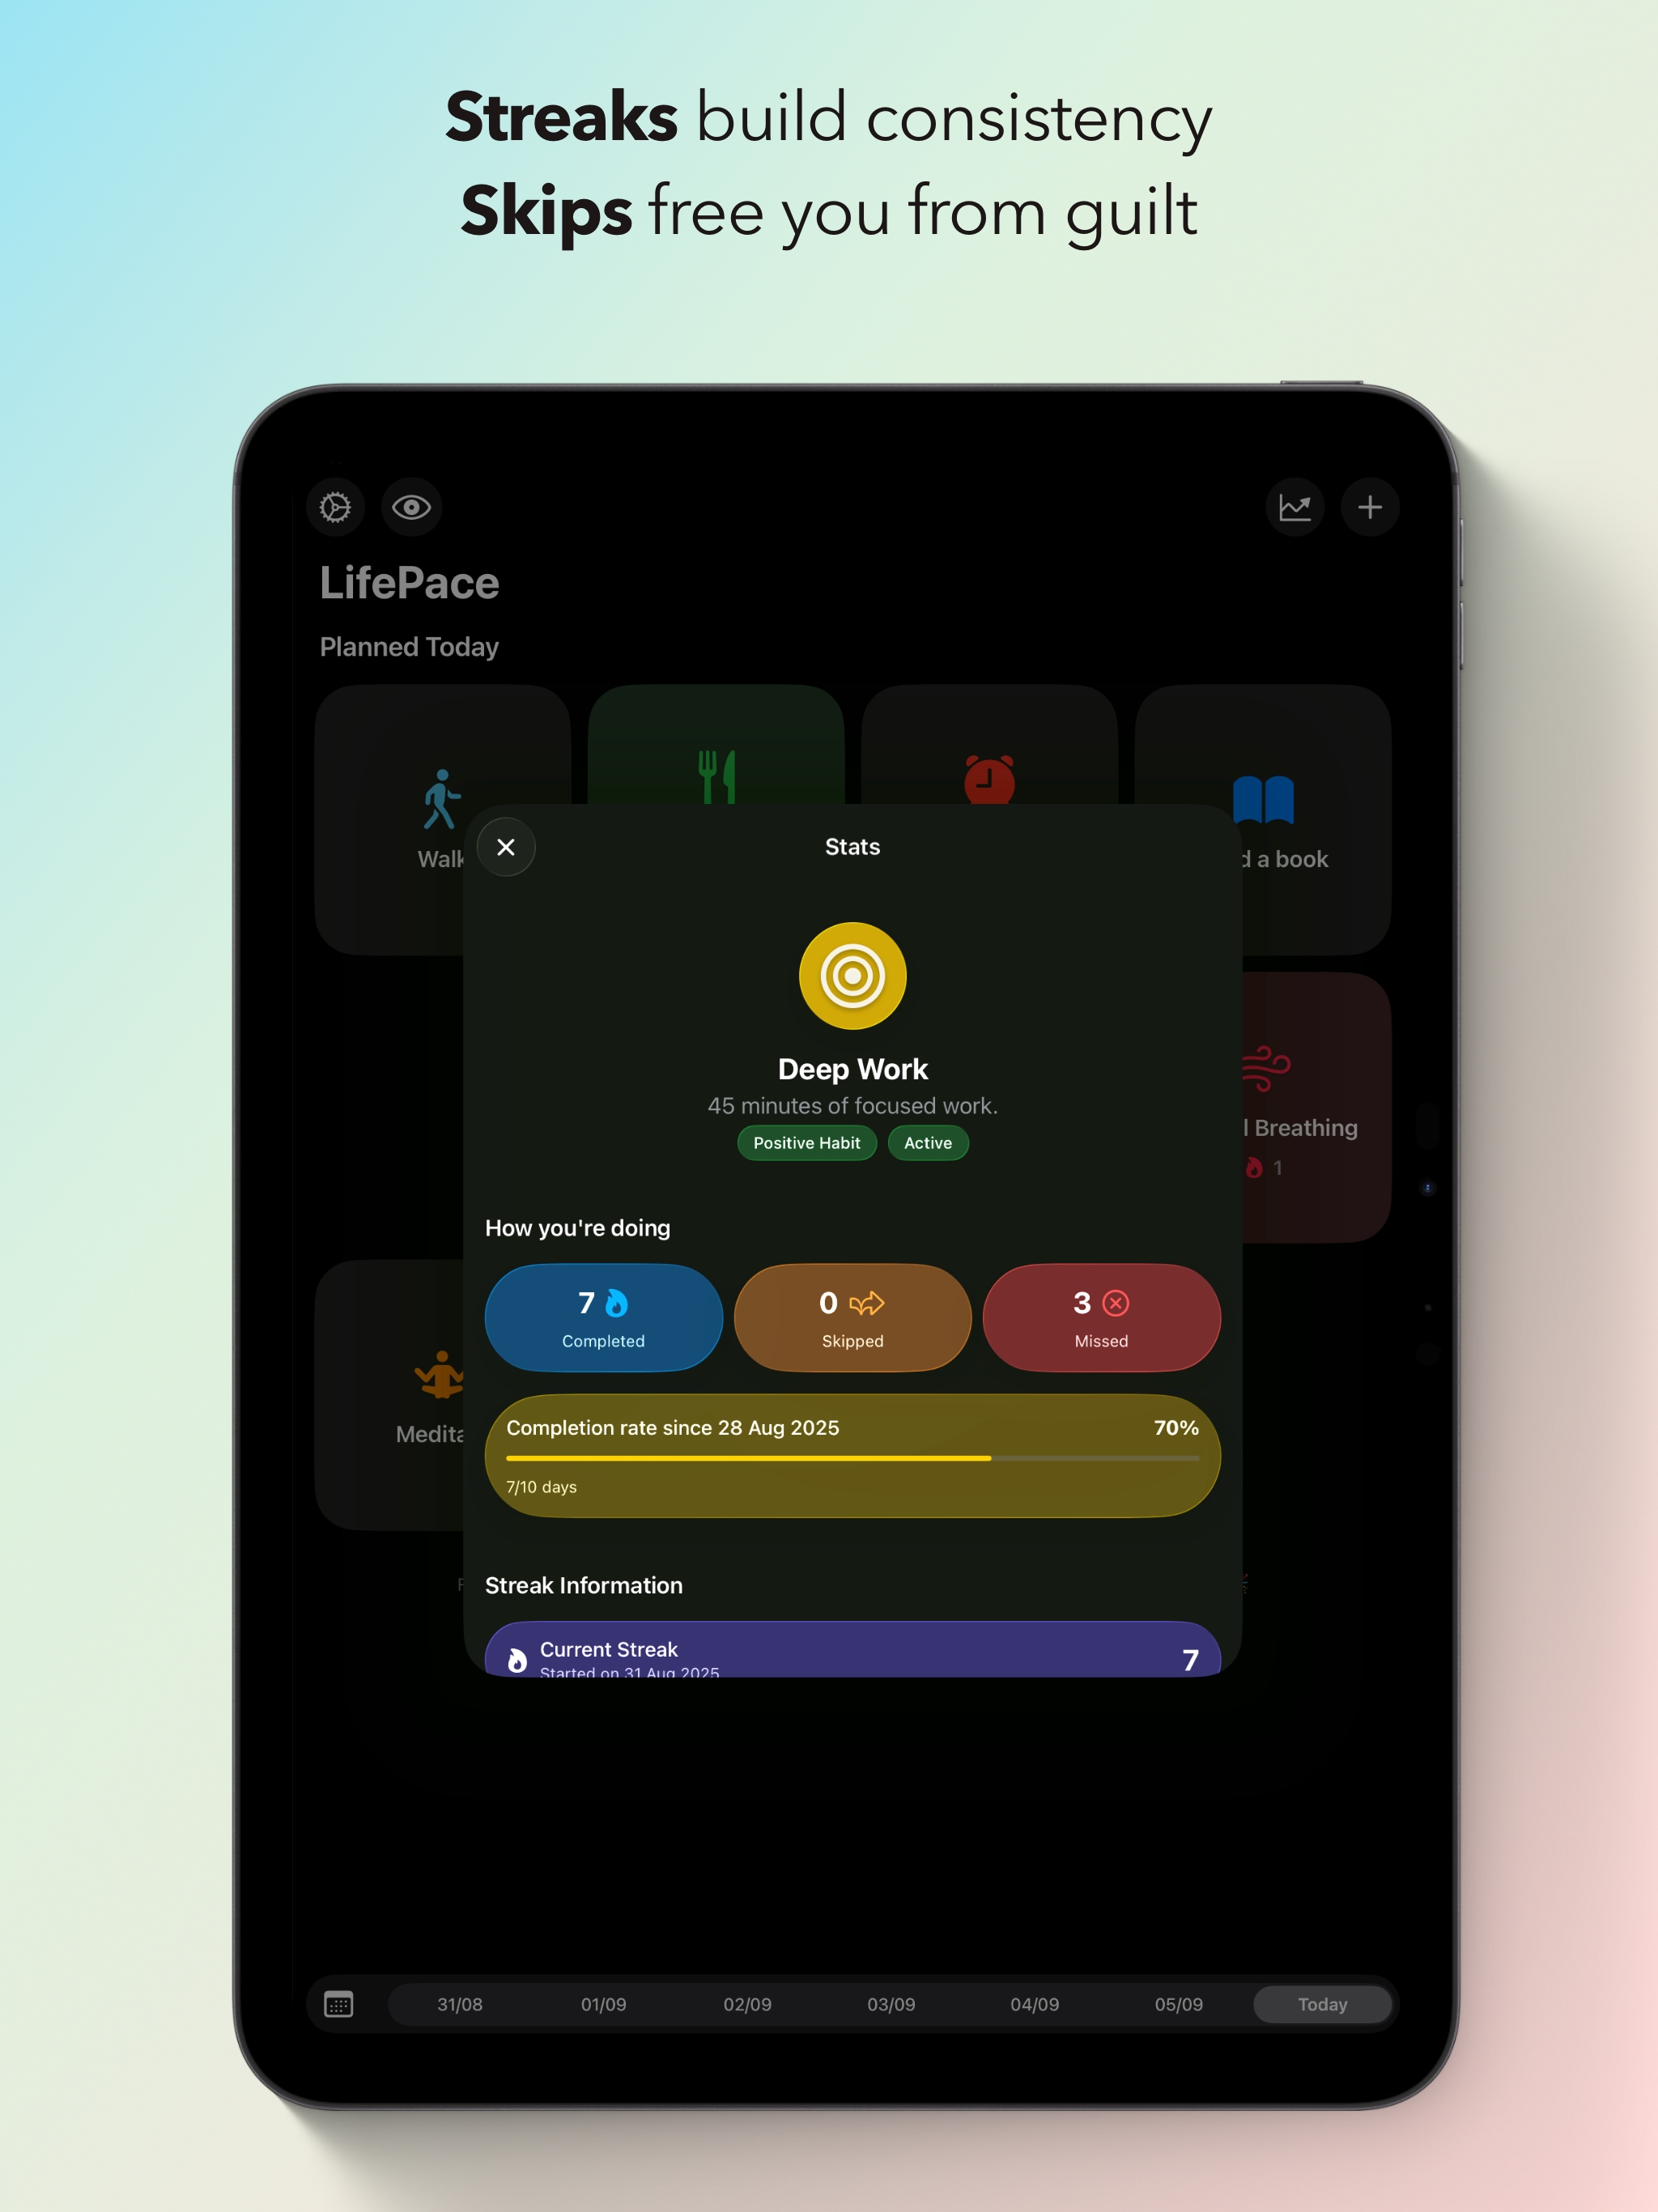 Streaks build consistency
Skips free you from guilt
LifePace
Planned Today
Walk
d a book
Stats
Deep Work
45 minutes of focused work.
Positive Habit Active
l Breathing
1
How you're doing
7 0 3
Completed Skipped Missed
Completion rate since 28 Aug 2025 70%
7/10 days
Medita
Streak Information
Current Streak 7
Started on 31 Aug 2025
31/08 01/09 02/09 03/09 04/09 05/09 Today